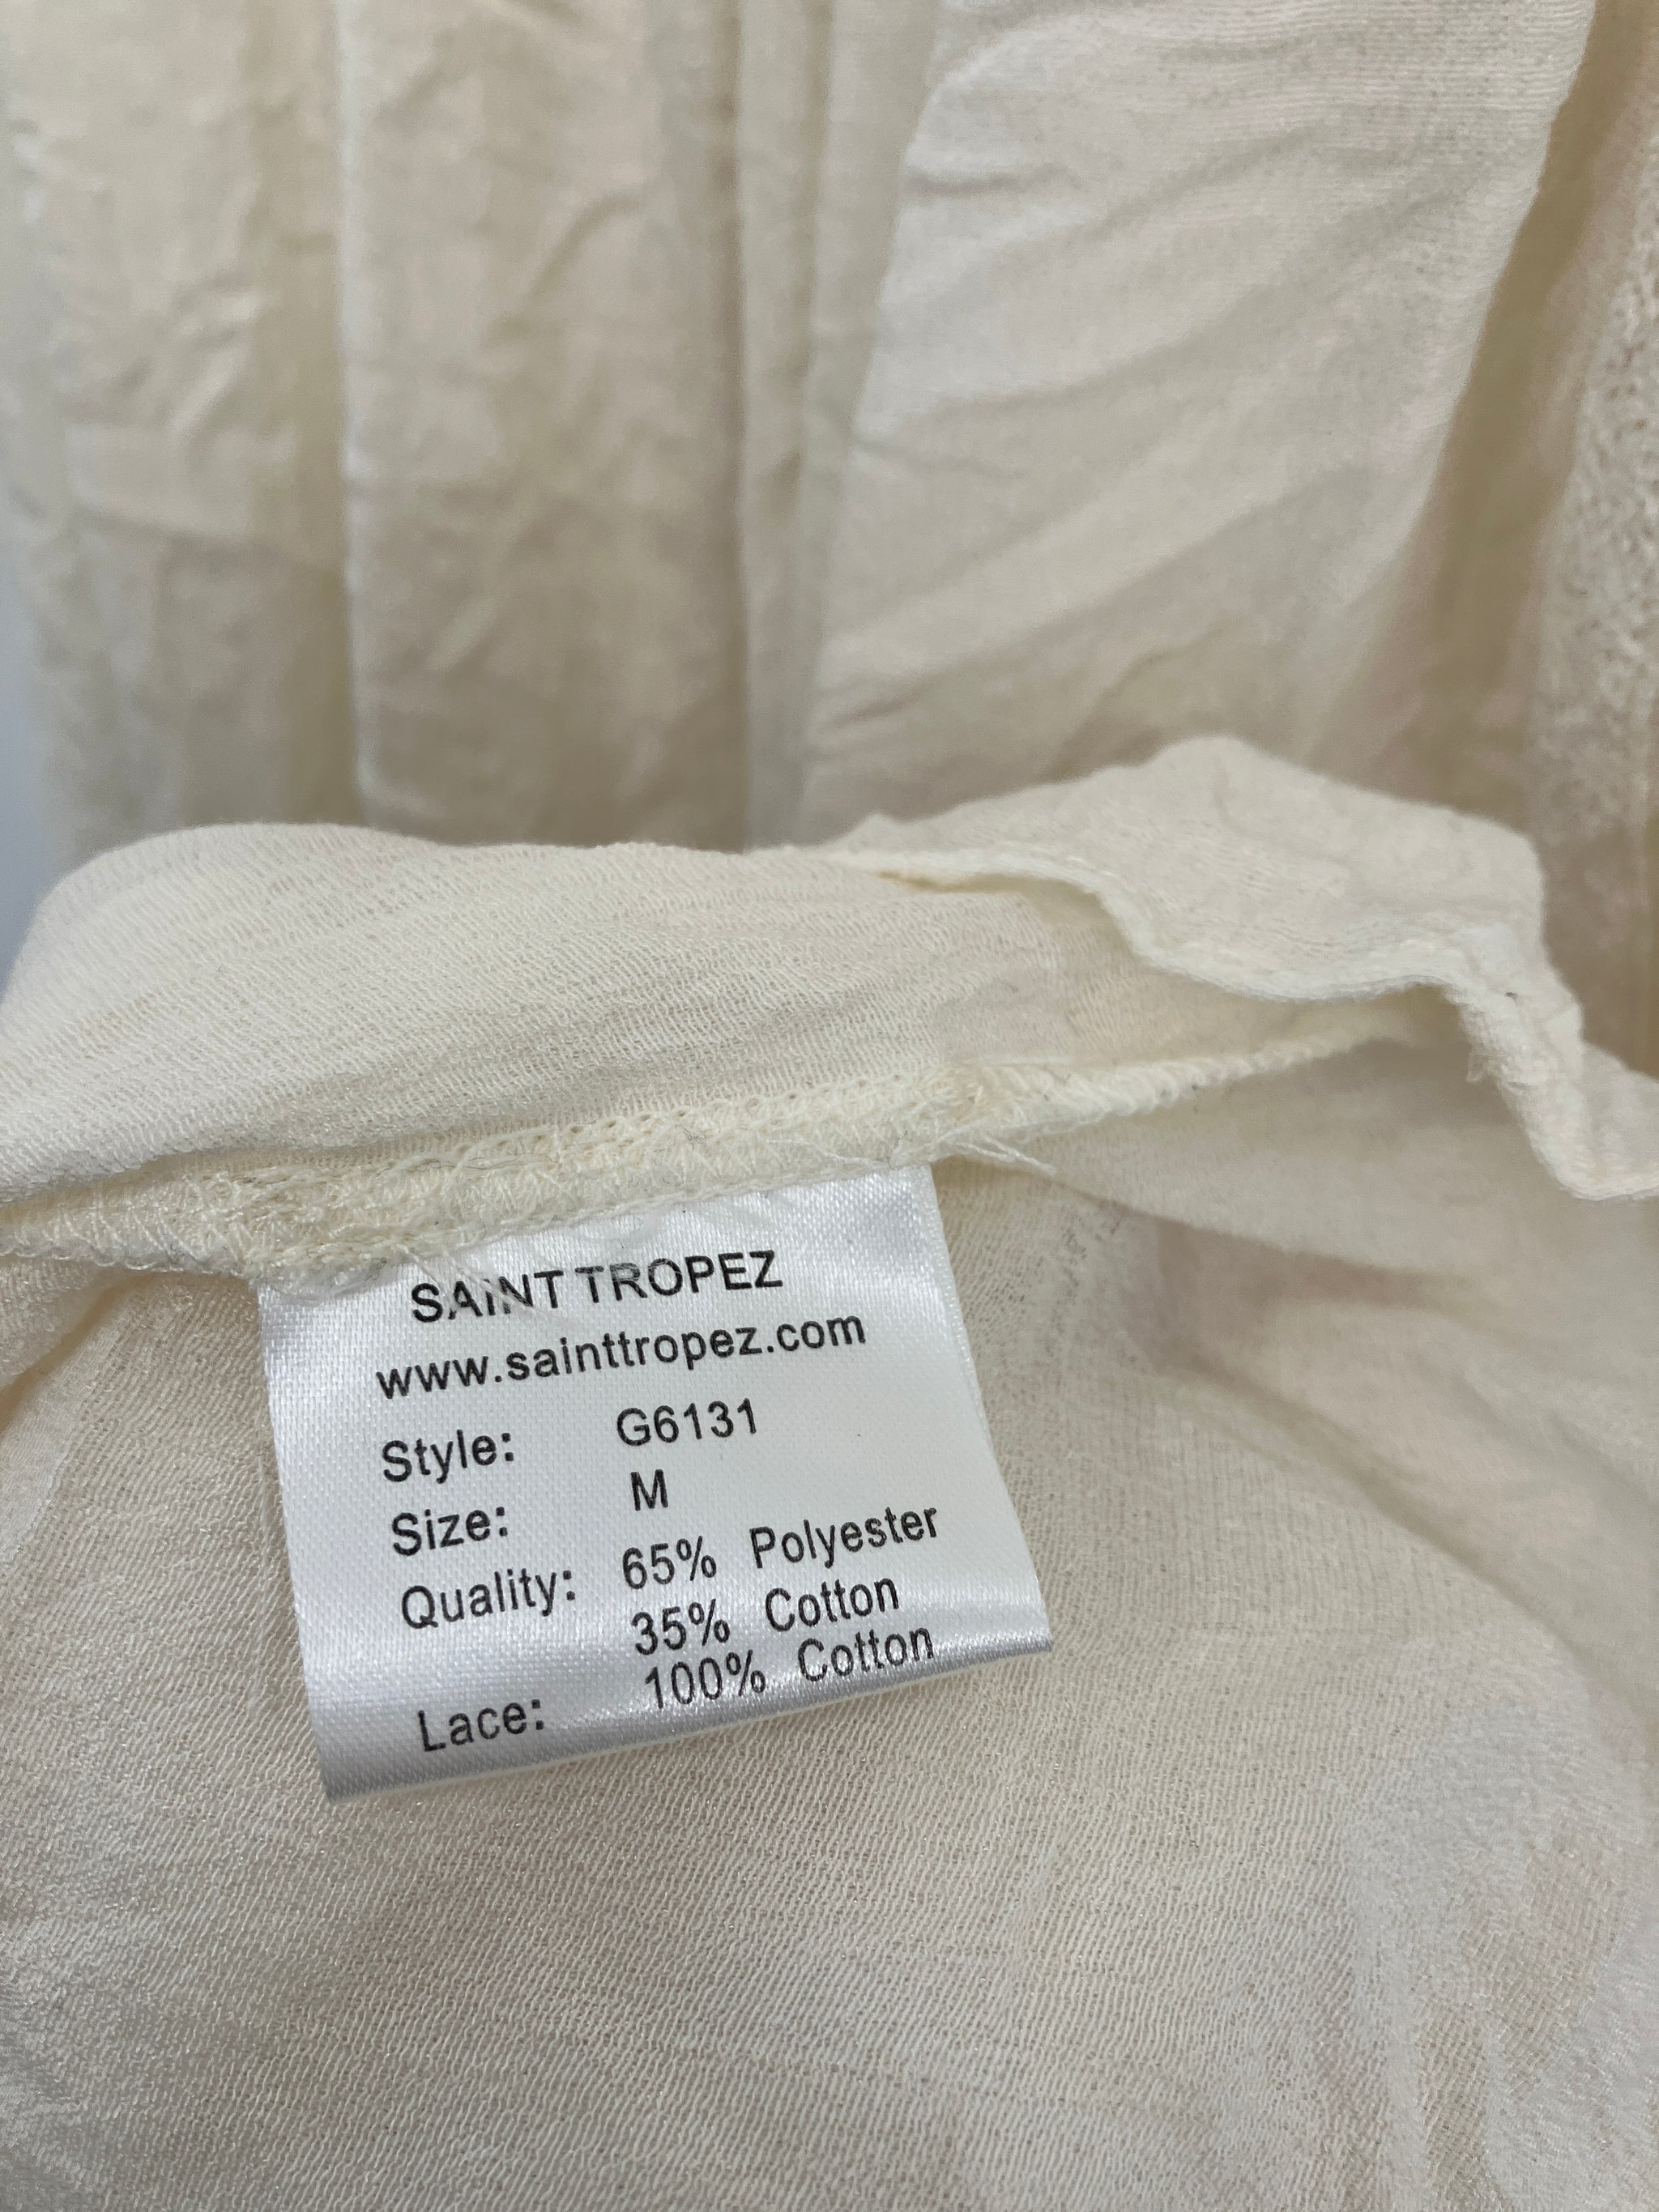 SAINT TROPEZ
www.sainttropez.com
Style: G6131
Size: M
Quality: 65% Polyester
35% Cotton
Lace: 100% Cotton